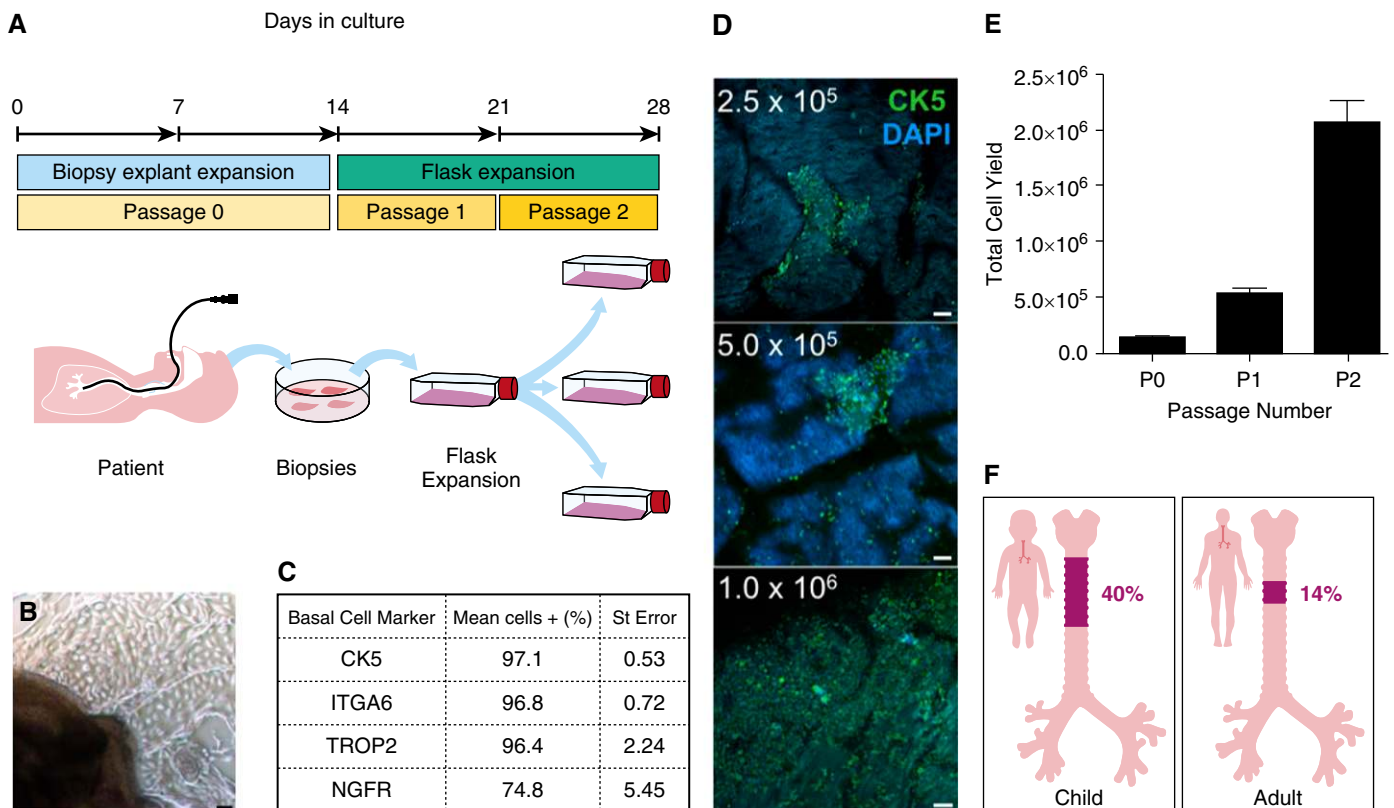 A
Days in culture
0 7 14 21 28
Biopsy explant expansion Flask expansion
Passage 0 Passage 1 Passage 2
Patient
Biopsies
Flask
Expansion
B
C
Basal Cell Marker Mean cells + (%) St Error
CK5 97.1 0.53
ITGA6 96.8 0.72
TROP2 96.4 2.24
NGFR 74.8 5.45
D
2.5 x 10⁵ CK5
DAPI
5.0 x 10⁵
1.0 x 10⁶
E
Total Cell Yield
2.5×10⁶
2.0×10⁶
1.5×10⁶
1.0×10⁶
5.0×10⁵
0.0
P0 P1 P2
Passage Number
F
40%
Child
14%
Adult